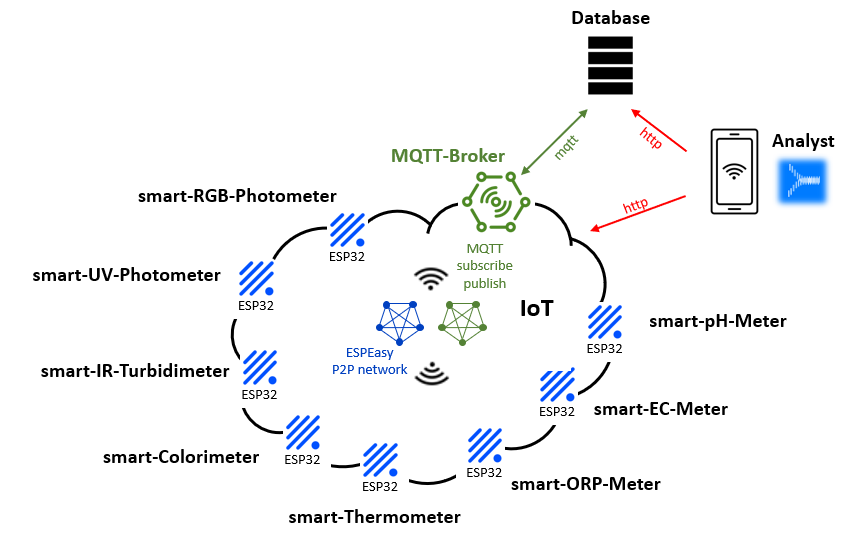 Database
mqtt
http
Analyst
MQTT-Broker
smart-RGB-Photometer
http
ESP32
MQTT
subscribe
publish
smart-UV-Photometer
ESP32
IoT
smart-pH-Meter
ESP32
ESPEasy
P2P network
smart-IR-Turbidimeter
ESP32
smart-EC-Meter
ESP32
smart-Colorimeter
ESP32
ESP32
ESP32
smart-ORP-Meter
smart-Thermometer